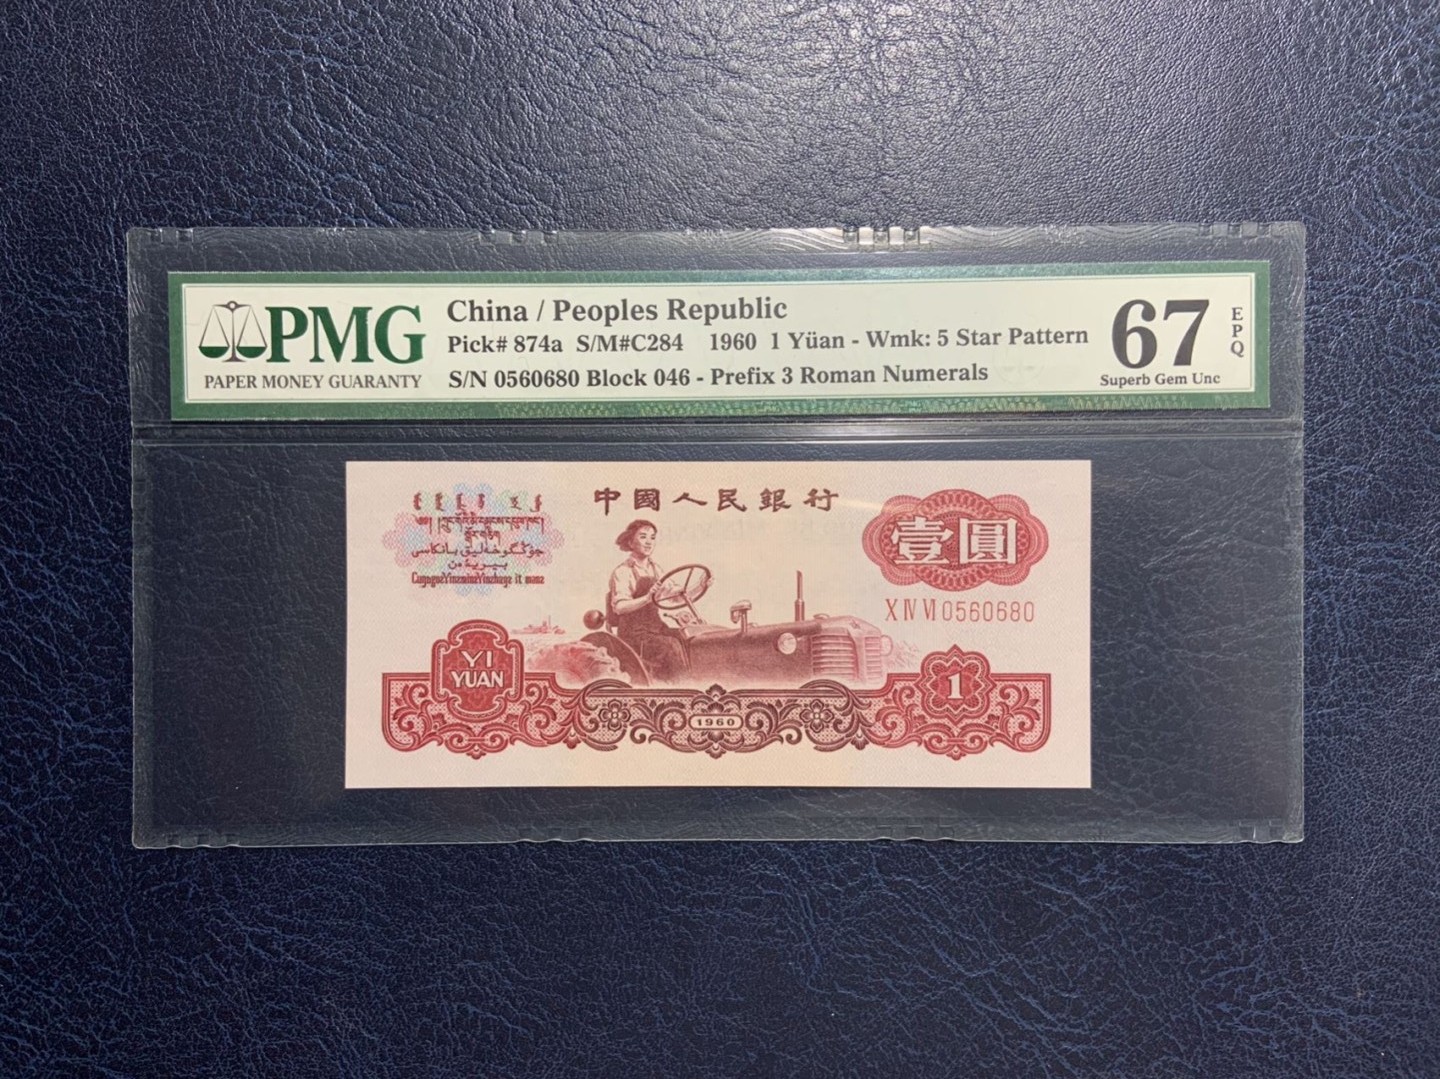 PMG
PAPER MONEY GUARANTY
China / Peoples Republic
Pick# 874a S/M#C284 1960 1 Yüan - Wmk: 5 Star Pattern
S/N 0560680 Block 046 - Prefix 3 Roman Numerals
67
EPQ
Superb Gem Unc
中國人民銀行
壹圓
X IV VI 0560680
YI
YUAN
1
1960